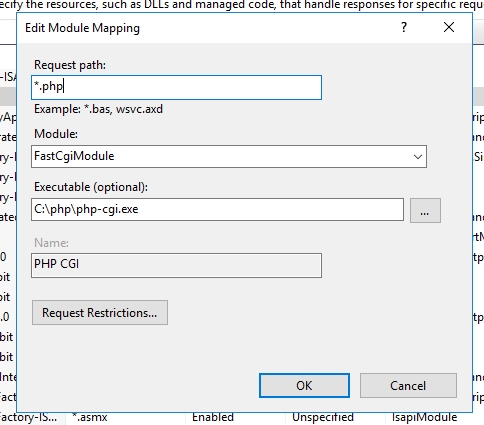 ecify the resources, such as DLLs and managed code, that handle responses for specific reque
Edit Module Mapping
? ×
Request path:
*.php
Example: *.bas, wsvc.axd
Module:
FastCgiModule
Executable (optional):
C:\php\php-cgi.exe
...
Name:
PHP CGI
Request Restrictions...
OK Cancel
Factory-IS... *.asmx Enabled Unspecified IsapiModule